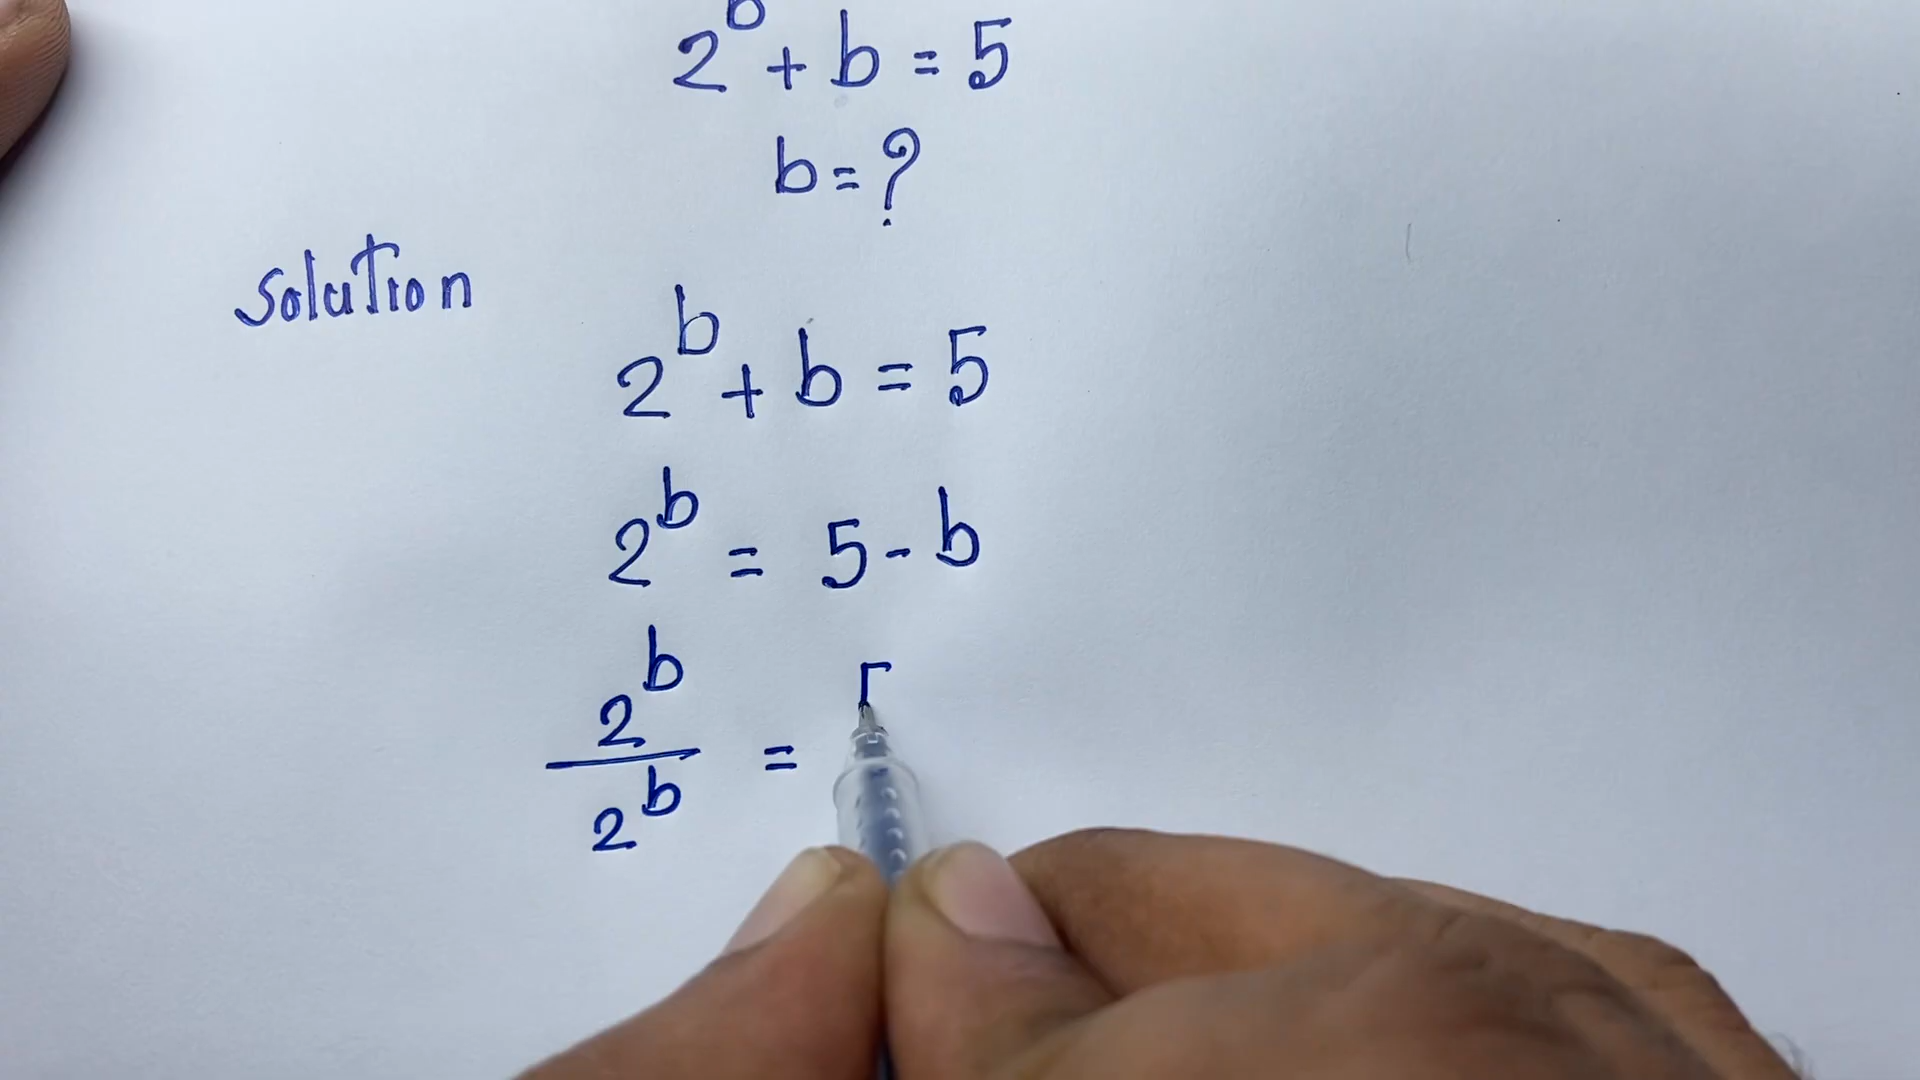 2^b + b = 5
b = ?
Solution
2^b + b = 5
2^b = 5 - b
2^b / 2^b =